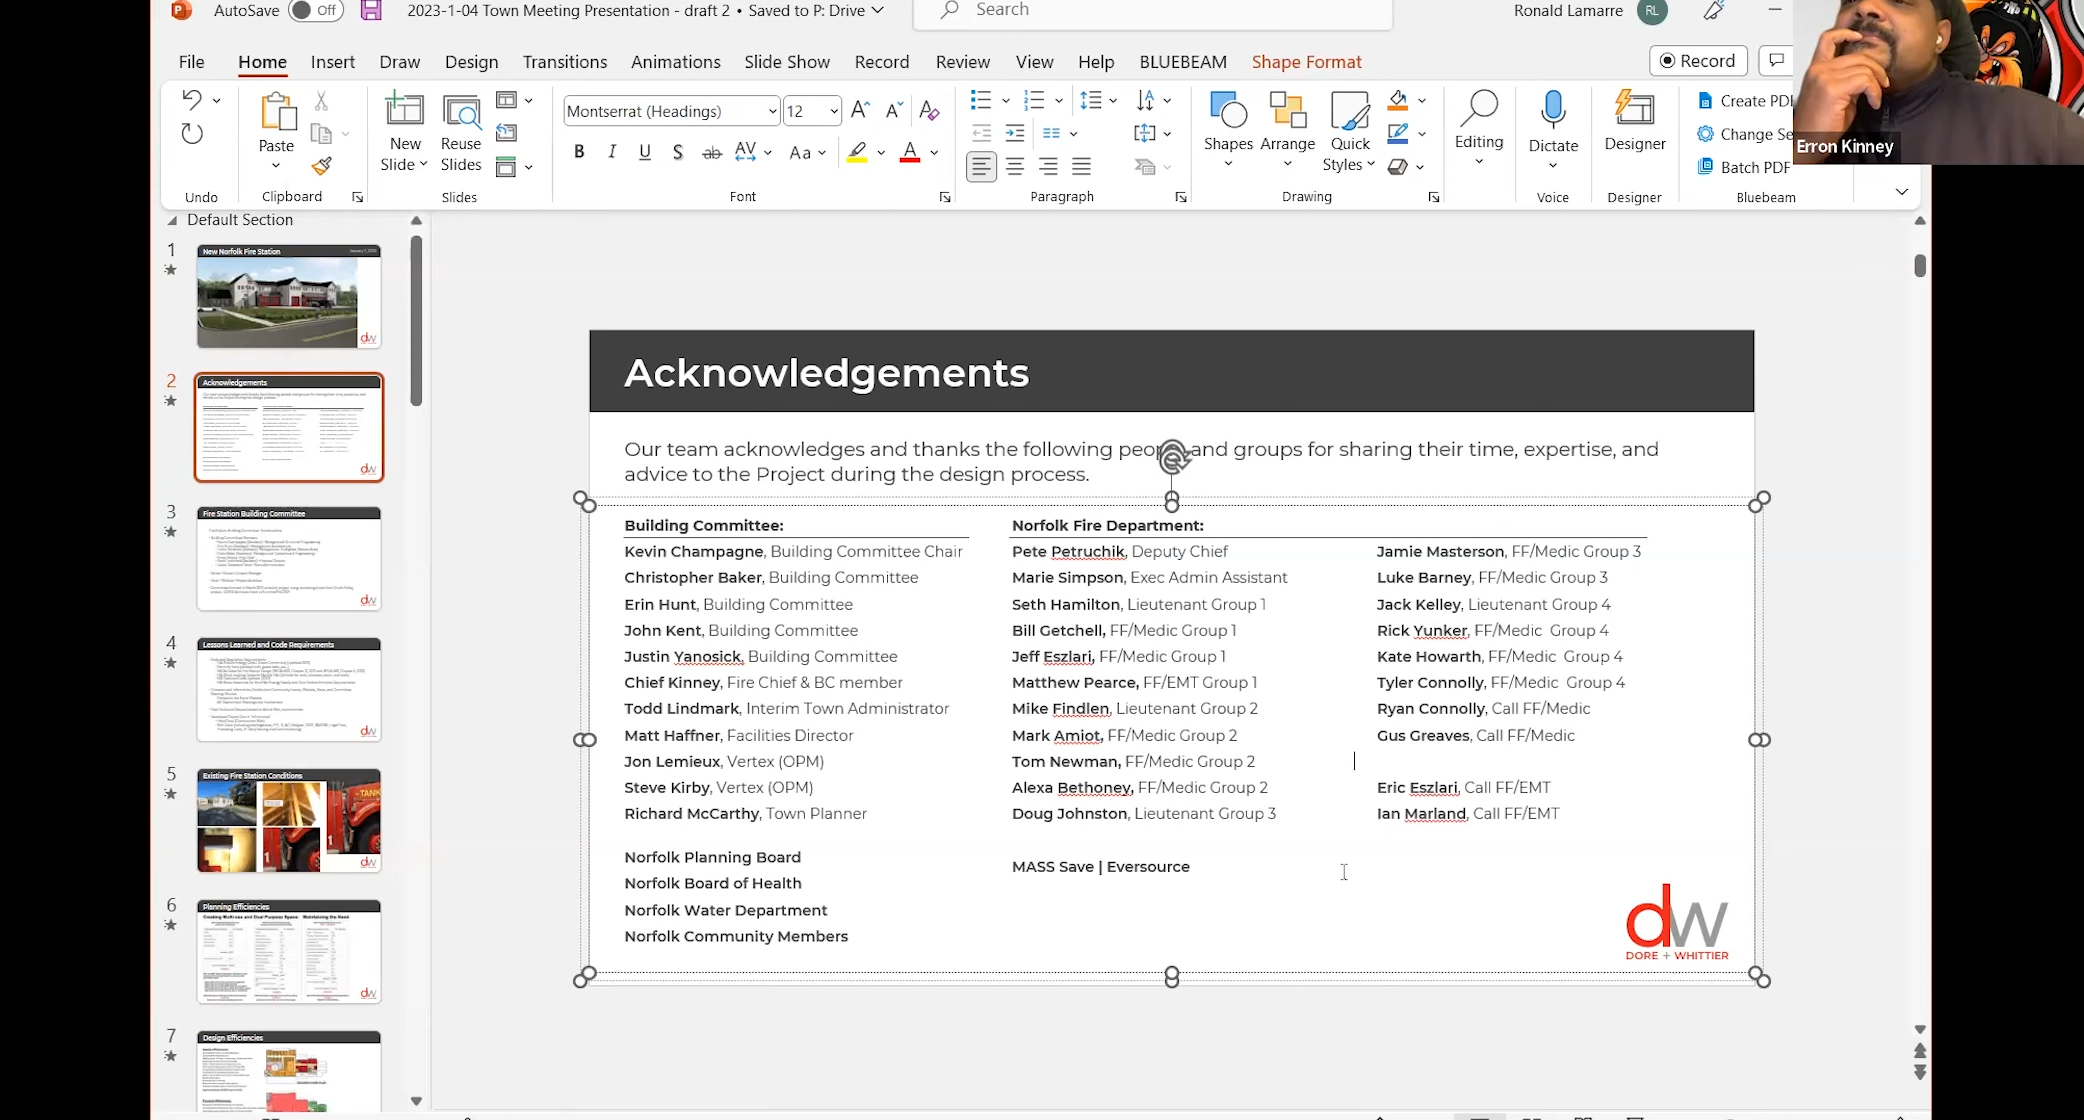 AutoSave Off 2023-1-04 Town Meeting Presentation - draft 2 • Saved to P: Drive Search Ronald Lamarre RL
File Home Insert Draw Design Transitions Animations Slide Show Record Review View Help BLUEBEAM Shape Format Record
Paste New Slide Reuse Slides Montserrat (Headings) 12 Shapes Arrange Quick Styles Editing Dictate Designer Create PDF
Change Se
Batch PDF
Erron Kinney
Undo Clipboard Slides Font Paragraph Drawing Voice Designer Bluebeam
Default Section
1
New Norfolk Fire Station
2
Acknowledgements
3
Fire Station Building Committee
4
Lessons Learned and Code Requirements
5
Existing Fire Station Conditions
6
Planning Efficiencies
7
Design Efficiencies
Acknowledgements
Our team acknowledges and thanks the following people and groups for sharing their time, expertise, and
advice to the Project during the design process.
Building Committee:
Kevin Champagne, Building Committee Chair
Christopher Baker, Building Committee
Erin Hunt, Building Committee
John Kent, Building Committee
Justin Yanosick, Building Committee
Chief Kinney, Fire Chief & BC member
Todd Lindmark, Interim Town Administrator
Matt Haffner, Facilities Director
Jon Lemieux, Vertex (OPM)
Steve Kirby, Vertex (OPM)
Richard McCarthy, Town Planner
Norfolk Planning Board
Norfolk Board of Health
Norfolk Water Department
Norfolk Community Members
Norfolk Fire Department:
Pete Petruchik, Deputy Chief
Marie Simpson, Exec Admin Assistant
Seth Hamilton, Lieutenant Group 1
Bill Getchell, FF/Medic Group 1
Jeff Eszlari, FF/Medic Group 1
Matthew Pearce, FF/EMT Group 1
Mike Findlen, Lieutenant Group 2
Mark Amiot, FF/Medic Group 2
Tom Newman, FF/Medic Group 2
Alexa Bethoney, FF/Medic Group 2
Doug Johnston, Lieutenant Group 3
MASS Save | Eversource
Jamie Masterson, FF/Medic Group 3
Luke Barney, FF/Medic Group 3
Jack Kelley, Lieutenant Group 4
Rick Yunker, FF/Medic Group 4
Kate Howarth, FF/Medic Group 4
Tyler Connolly, FF/Medic Group 4
Ryan Connolly, Call FF/Medic
Gus Greaves, Call FF/Medic
Eric Eszlari, Call FF/EMT
Ian Marland, Call FF/EMT
dw
DORE + WHITTIER